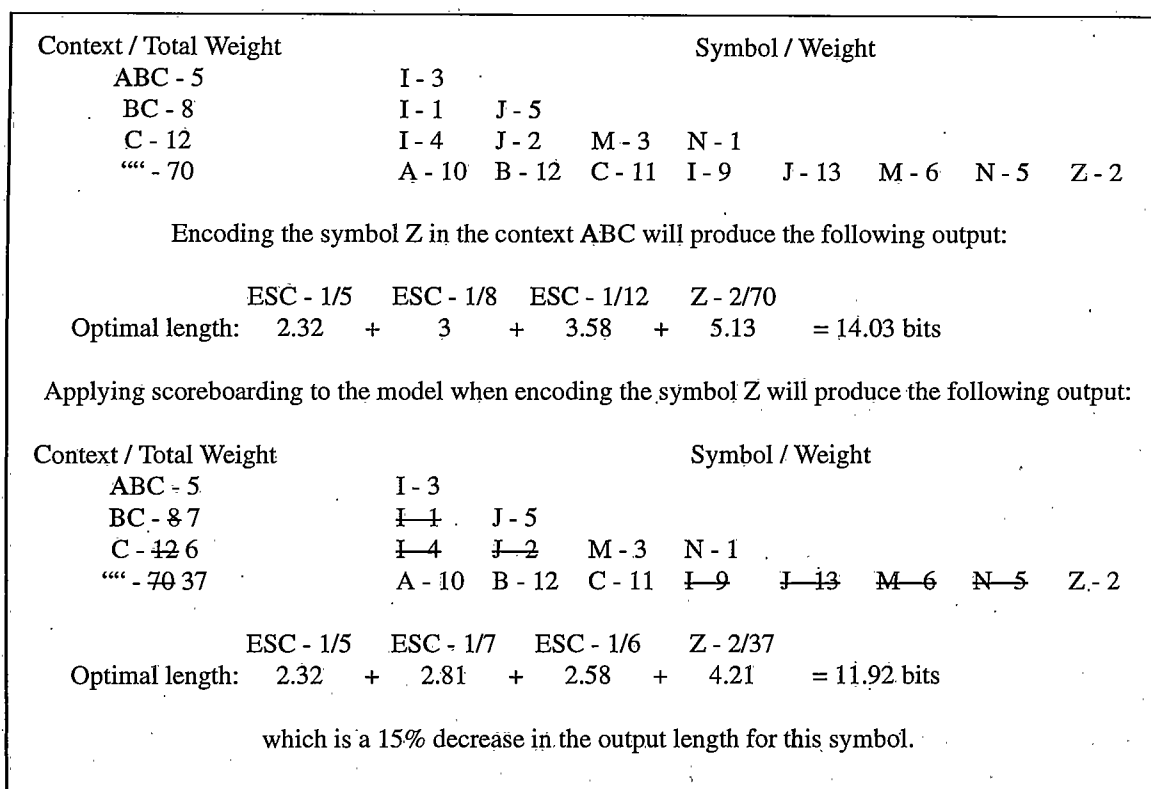 Context / Total Weight Symbol / Weight
ABC - 5 I - 3
BC - 8 I - 1 J - 5
C - 12 I - 4 J - 2 M - 3 N - 1
““ - 70 A - 10 B - 12 C - 11 I - 9 J - 13 M - 6 N - 5 Z - 2
Encoding the symbol Z in the context ABC will produce the following output:
ESC - 1/5 ESC - 1/8 ESC - 1/12 Z - 2/70
Optimal length: 2.32 + 3 + 3.58 + 5.13 = 14.03 bits
Applying scoreboarding to the model when encoding the symbol Z will produce the following output:
Context / Total Weight Symbol / Weight
ABC - 5 I - 3
BC - 8 7 I - 1 J - 5
C - 12 6 I - 4 J - 2 M - 3 N - 1
““ - 70 37 A - 10 B - 12 C - 11 I - 9 J - 13 M - 6 N - 5 Z - 2
ESC - 1/5 ESC - 1/7 ESC - 1/6 Z - 2/37
Optimal length: 2.32 + 2.81 + 2.58 + 4.21 = 11.92 bits
which is a 15% decrease in the output length for this symbol.